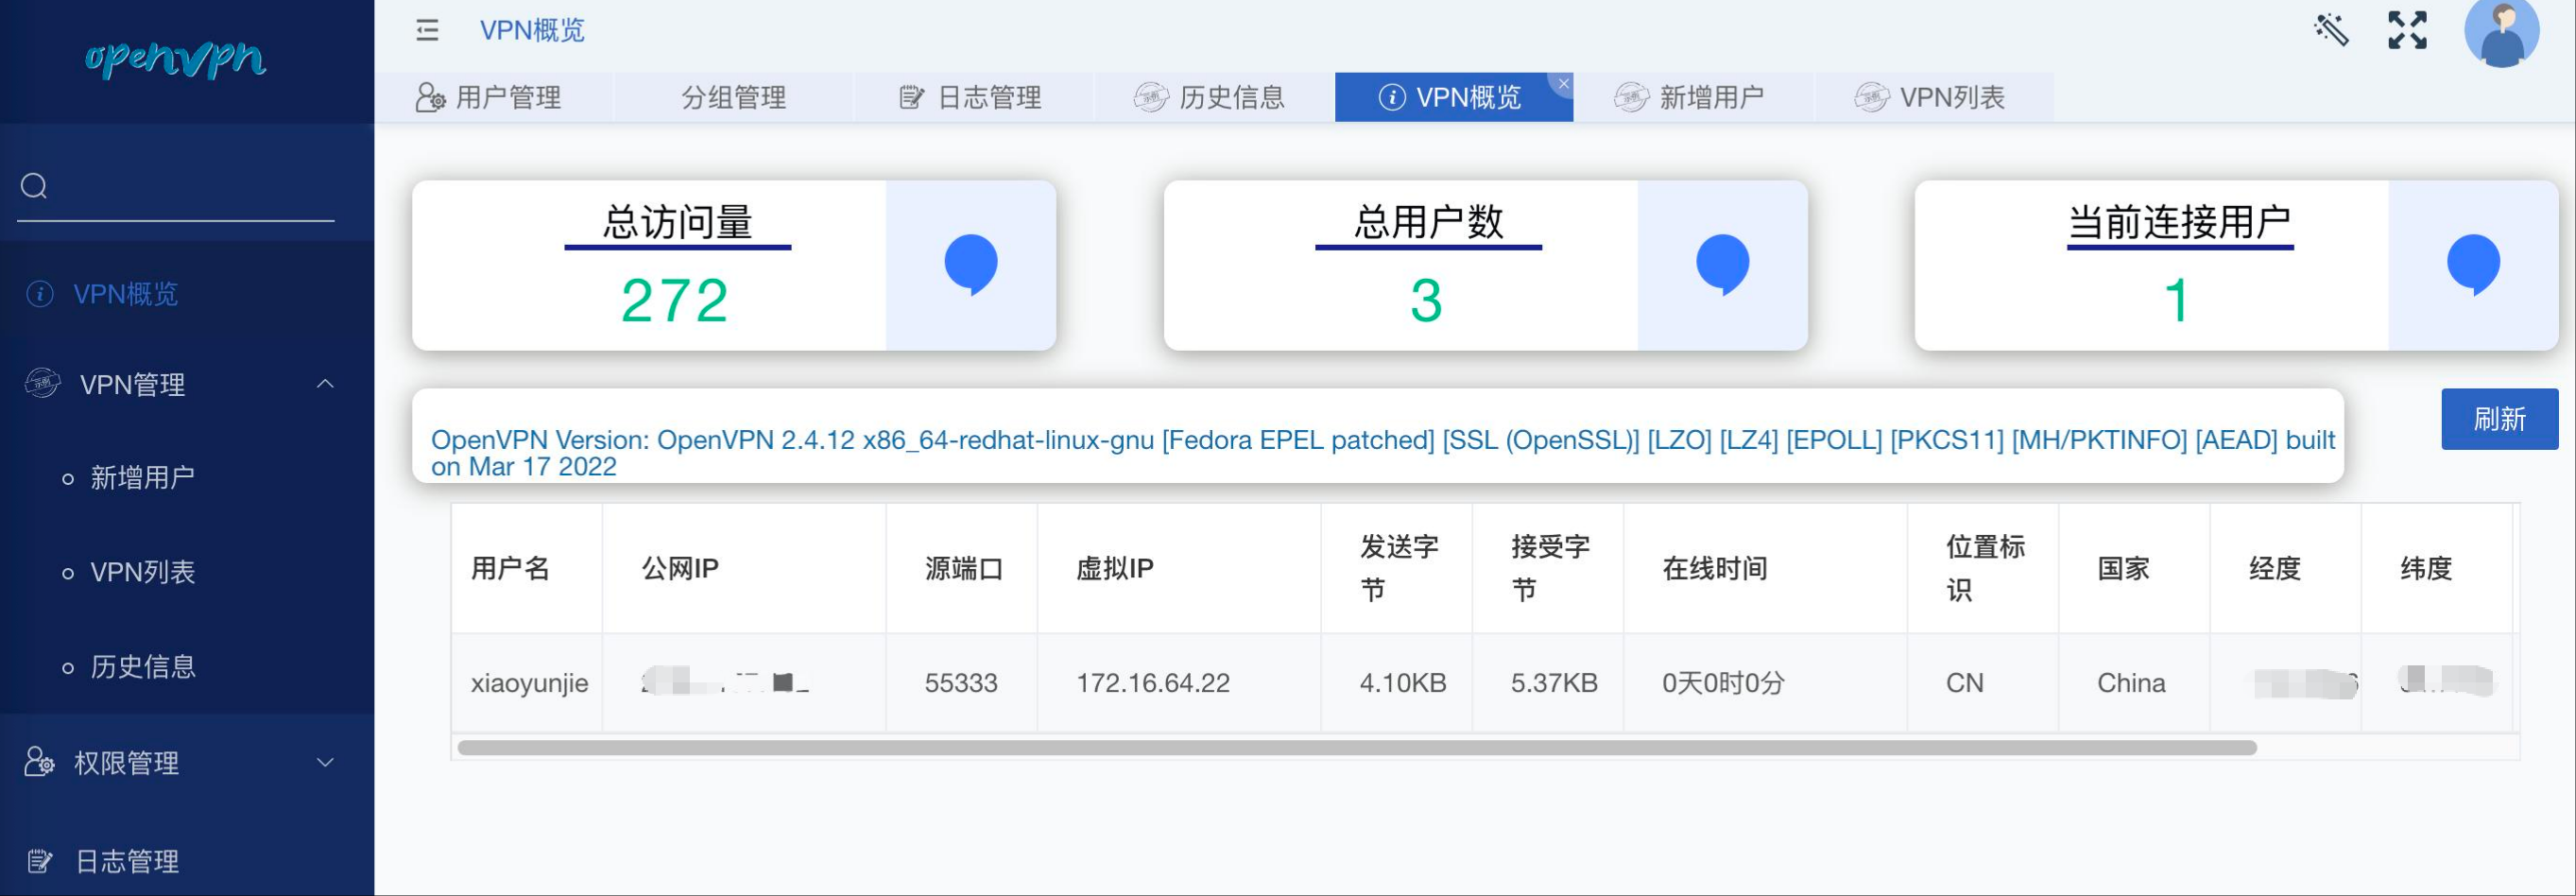 openvpn
VPN概览
用户管理
分组管理
日志管理
历史信息
VPN概览
新增用户
VPN列表
VPN概览
VPN管理
新增用户
VPN列表
历史信息
权限管理
日志管理
总访问量
272
总用户数
3
当前连接用户
1
OpenVPN Version: OpenVPN 2.4.12 x86_64-redhat-linux-gnu [Fedora EPEL patched] [SSL (OpenSSL)] [LZO] [LZ4] [EPOLL] [PKCS11] [MH/PKTINFO] [AEAD] built
on Mar 17 2022
刷新
用户名 公网IP 源端口 虚拟IP 发送字节 接受字节 在线时间 位置标识 国家 经度 纬度
xiaoyunjie 55333 172.16.64.22 4.10KB 5.37KB 0天0时0分 CN China